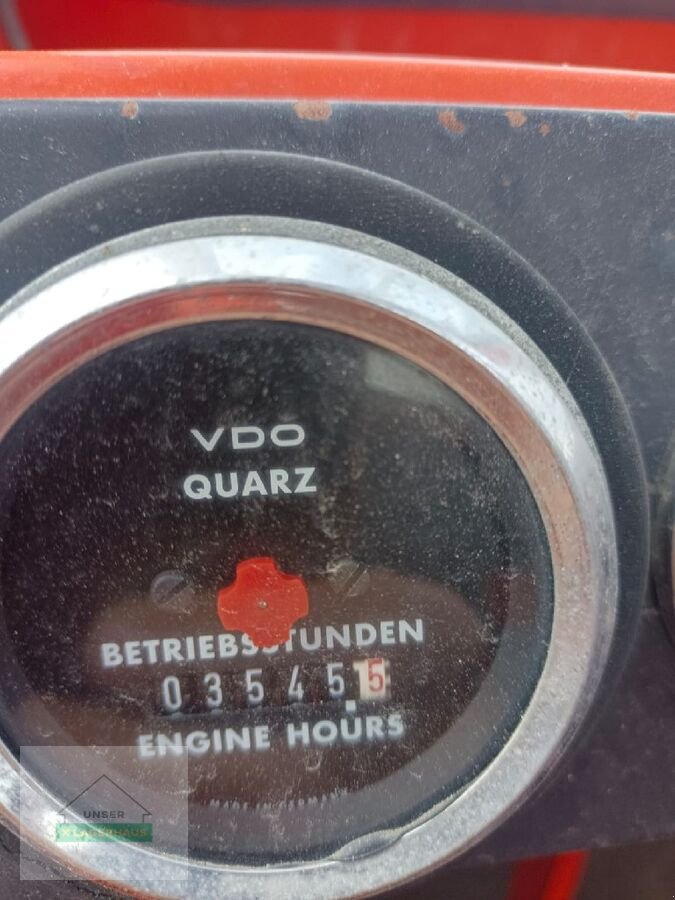 VDO
QUARZ
BETRIEBSSTUNDEN
035455
ENGINE HOURS
UNSER
X LAGERHAUS